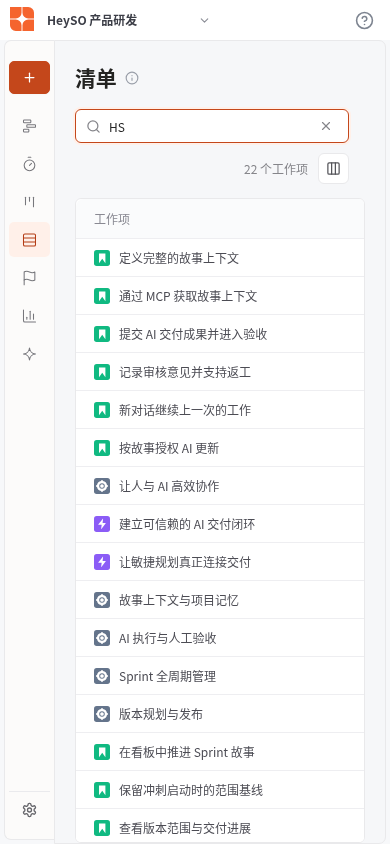 HeySO 产品研发
清单
HS
22 个工作项
工作项
定义完整的故事上下文
通过 MCP 获取故事上下文
提交 AI 交付成果并进入验收
记录审核意见并支持返工
新对话继续上一次的工作
按故事授权 AI 更新
让人与 AI 高效协作
建立可信赖的 AI 交付闭环
让敏捷规划真正连接交付
故事上下文与项目记忆
AI 执行与人工验收
Sprint 全周期管理
版本规划与发布
在看板中推进 Sprint 故事
保留冲刺启动时的范围基线
查看版本范围与交付进展